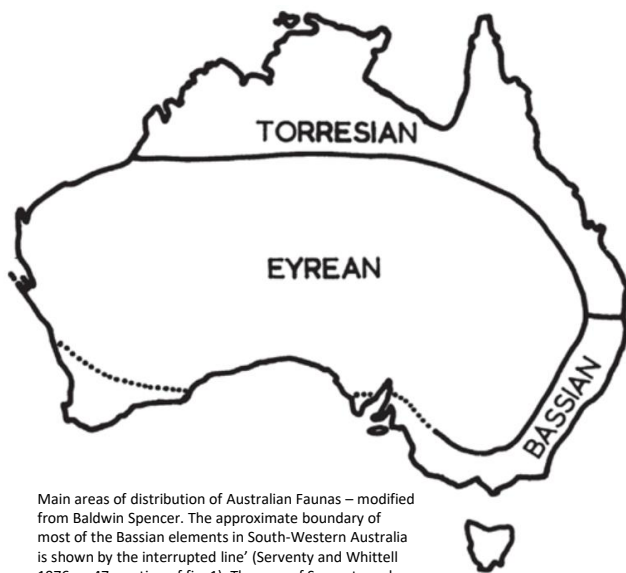 TORRESIAN
EYREAN
BASSIAN
Main areas of distribution of Australian Faunas – modified
from Baldwin Spencer. The approximate boundary of
most of the Bassian elements in South-Western Australia
is shown by the interrupted line’ (Serventy and Whittell